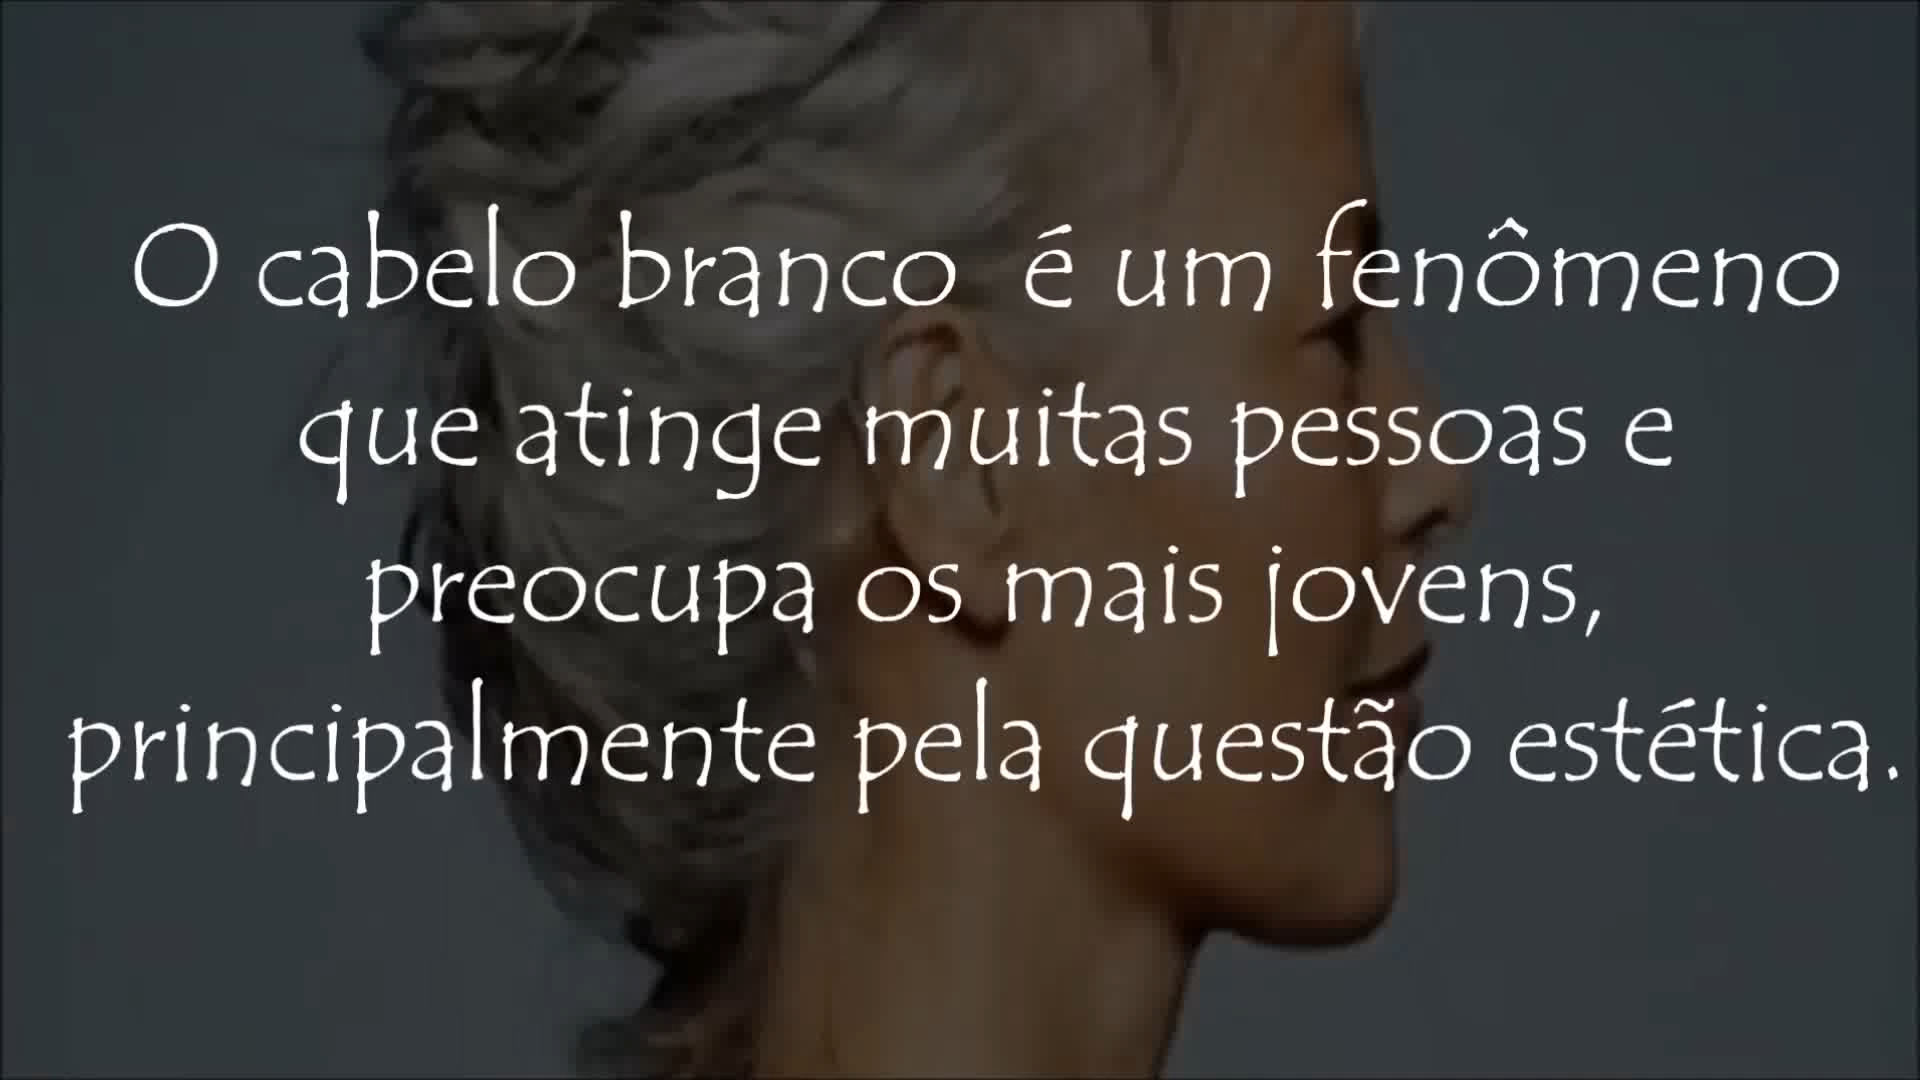 O cabelo branco é um fenômeno
que atinge muitas pessoas e
preocupa os mais jovens,
principalmente pela questão estética.